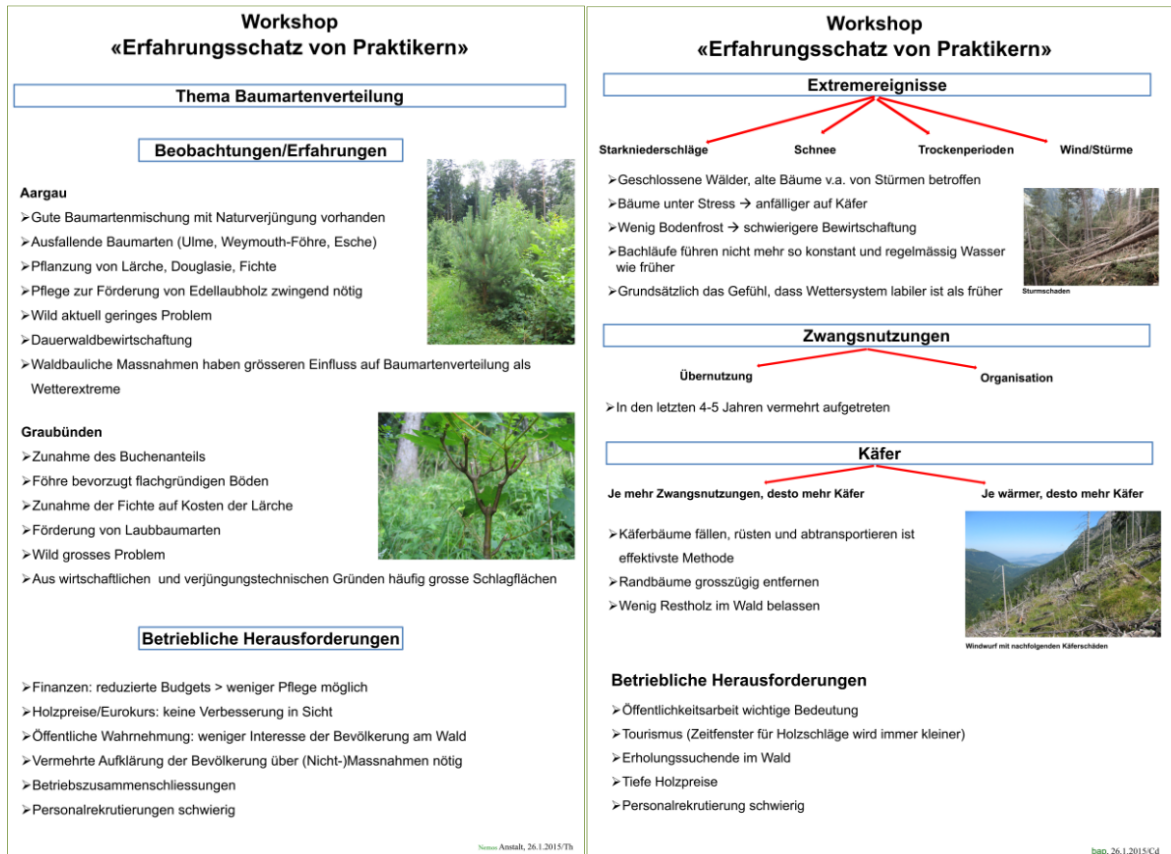 Workshop
«Erfahrungsschatz von Praktikern»
Thema Baumartenverteilung
Beobachtungen/Erfahrungen
Aargau
➢Gute Baumartenmischung mit Naturverjüngung vorhanden
➢Ausfallende Baumarten (Ulme, Weymouth-Föhre, Esche)
➢Pflanzung von Lärche, Douglasie, Fichte
➢Pflege zur Förderung von Edellaubholz zwingend nötig
➢Wild aktuell geringes Problem
➢Dauerwaldbewirtschaftung
➢Waldbauliche Massnahmen haben grösseren Einfluss auf Baumartenverteilung als
Wetterextreme
Graubünden
➢Zunahme des Buchenanteils
➢Föhre bevorzugt flachgründigen Böden
➢Zunahme der Fichte auf Kosten der Lärche
➢Förderung von Laubbaumarten
➢Wild grosses Problem
➢Aus wirtschaftlichen und verjüngungstechnischen Gründen häufig grosse Schlagflächen
Betriebliche Herausforderungen
➢Finanzen: reduzierte Budgets > weniger Pflege möglich
➢Holzpreise/Eurokurs: keine Verbesserung in Sicht
➢Öffentliche Wahrnehmung: weniger Interesse der Bevölkerung am Wald
➢Vermehrte Aufklärung der Bevölkerung über (Nicht-)Massnahmen nötig
➢Betriebszusammenschliessungen
➢Personalrekrutierungen schwierig
Nemus Anstalt, 26.1.2015/Th
Workshop
«Erfahrungsschatz von Praktikern»
Extremereignisse
Starkniederschläge Schnee Trockenperioden Wind/Stürme
➢Geschlossene Wälder, alte Bäume v.a. von Stürmen betroffen
➢Bäume unter Stress → anfälliger auf Käfer
➢Wenig Bodenfrost → schwierigere Bewirtschaftung
➢Bachläufe führen nicht mehr so konstant und regelmässig Wasser
wie früher
➢Grundsätzlich das Gefühl, dass Wettersystem labiler ist als früher
Sturmschaden
Zwangsnutzungen
Übernutzung Organisation
➢In den letzten 4-5 Jahren vermehrt aufgetreten
Käfer
Je mehr Zwangsnutzungen, desto mehr Käfer Je wärmer, desto mehr Käfer
➢Käferbäume fällen, rüsten und abtransportieren ist
effektivste Methode
➢Randbäume grosszügig entfernen
➢Wenig Restholz im Wald belassen
Windwurf mit nachfolgenden Käferschäden
Betriebliche Herausforderungen
➢Öffentlichkeitsarbeit wichtige Bedeutung
➢Tourismus (Zeitfenster für Holzschläge wird immer kleiner)
➢Erholungssuchende im Wald
➢Tiefe Holzpreise
➢Personalrekrutierung schwierig
bap, 26.1.2015/Cd